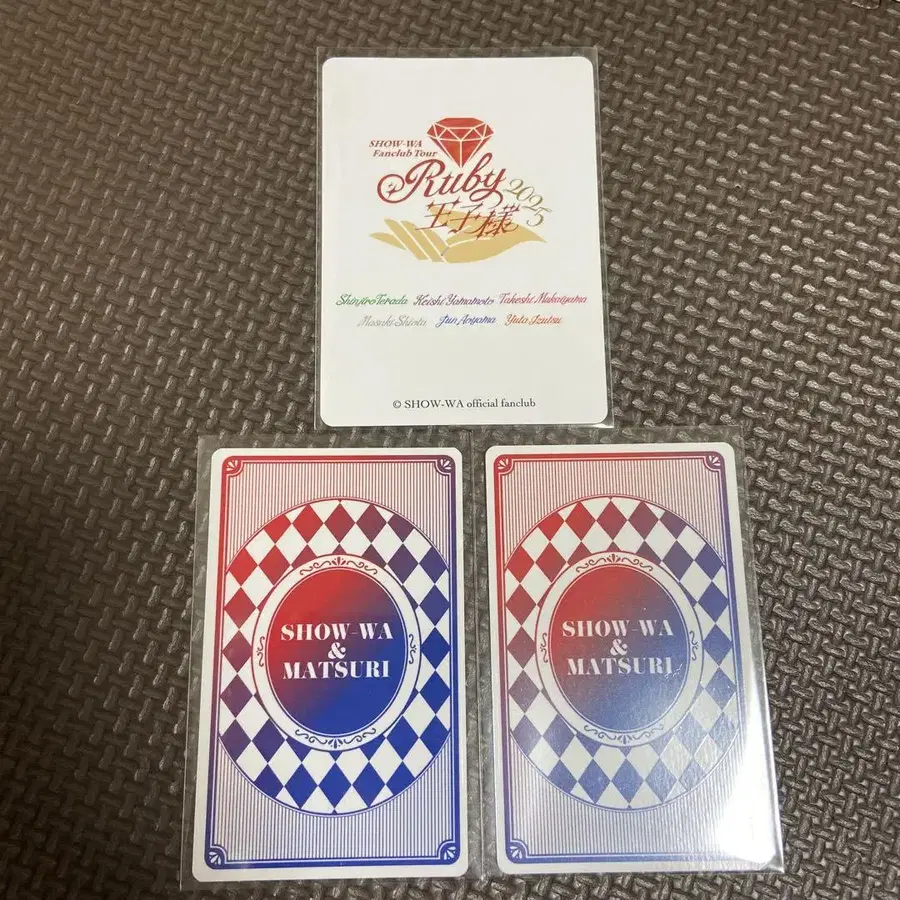 SHOW-WA
Fanclub Tour
Ruby
王子様
2025
Shinjiro Terada Keishi Yamamoto Takeshi Mukaiyama
Masaki Shiota Jun Aoyama Yuta Izutsu
© SHOW-WA official fanclub
SHOW-WA
&
MATSURI
SHOW-WA
&
MATSURI